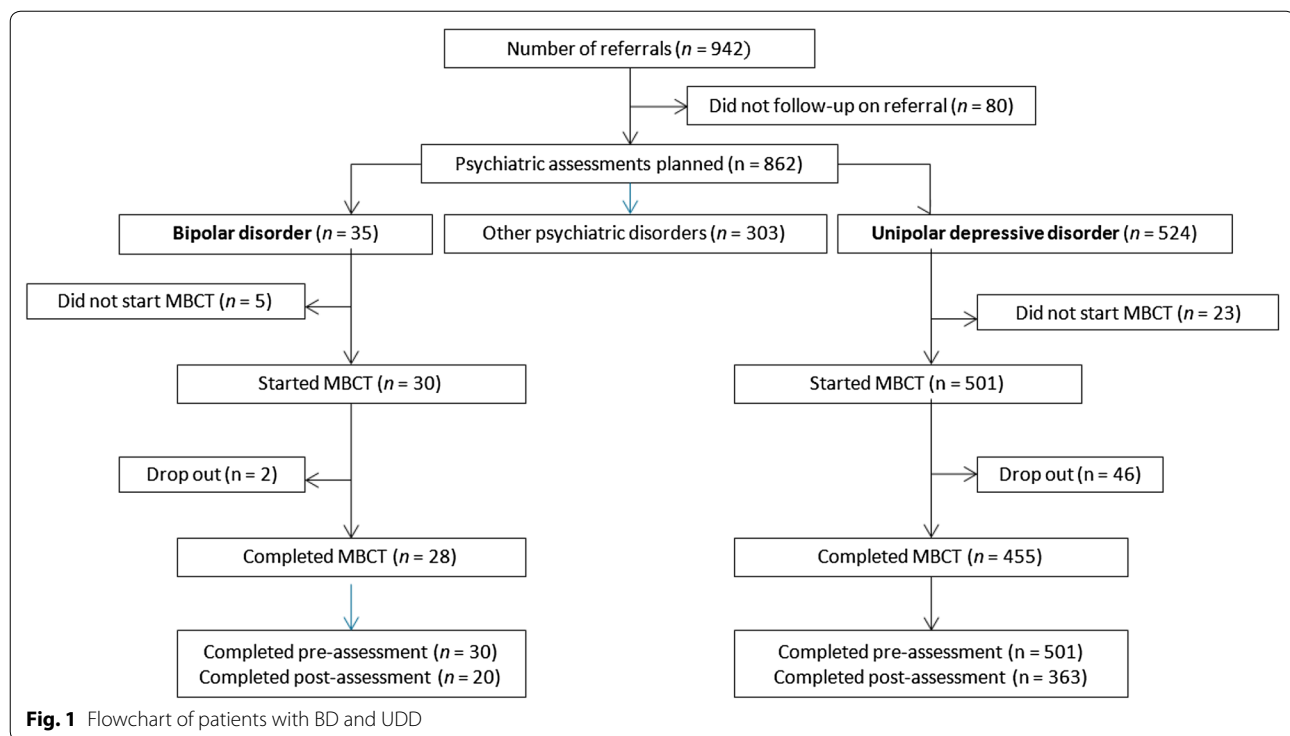 Number of referrals (n = 942)
Did not follow-up on referral (n = 80)
Psychiatric assessments planned (n = 862)
Bipolar disorder (n = 35)
Other psychiatric disorders (n = 303)
Unipolar depressive disorder (n = 524)
Did not start MBCT (n = 5)
Did not start MBCT (n = 23)
Started MBCT (n = 30)
Started MBCT (n = 501)
Drop out (n = 2)
Drop out (n = 46)
Completed MBCT (n = 28)
Completed MBCT (n = 455)
Completed pre-assessment (n = 30)
Completed post-assessment (n = 20)
Completed pre-assessment (n = 501)
Completed post-assessment (n = 363)
Fig. 1 Flowchart of patients with BD and UDD